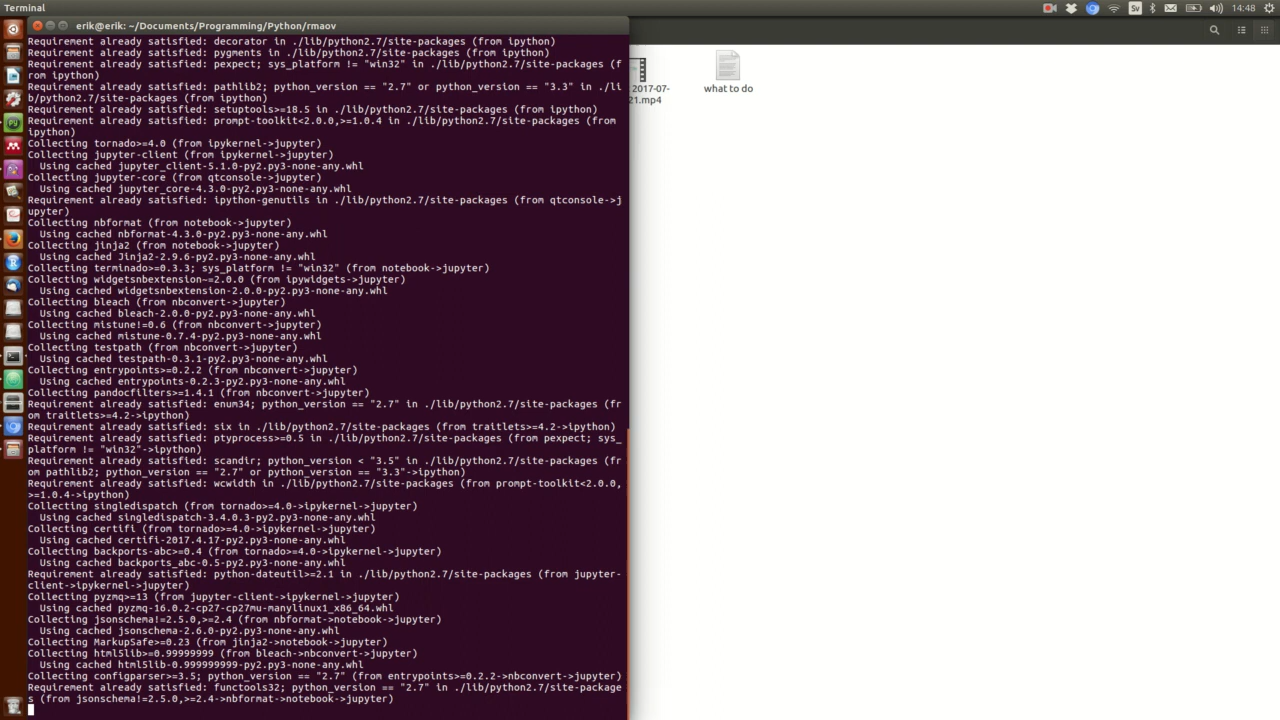 Terminal
Sv
14:48
erik@erik: ~/Documents/Programming/Python/rmaov
Requirement already satisfied: decorator in ./lib/python2.7/site-packages (from ipython)
Requirement already satisfied: pygments in ./lib/python2.7/site-packages (from ipython)
Requirement already satisfied: pexpect; sys_platform != "win32" in ./lib/python2.7/site-packages (f
rom ipython)
Requirement already satisfied: pathlib2; python_version == "2.7" or python_version == "3.3" in ./li
b/python2.7/site-packages (from ipython)
Requirement already satisfied: setuptools>=18.5 in ./lib/python2.7/site-packages (from ipython)
Requirement already satisfied: prompt-toolkit<2.0.0,>=1.0.4 in ./lib/python2.7/site-packages (from
ipython)
Collecting tornado>=4.0 (from ipykernel->jupyter)
Collecting jupyter-client (from ipykernel->jupyter)
Using cached jupyter_client-5.1.0-py2.py3-none-any.whl
Collecting jupyter-core (from qtconsole->jupyter)
Using cached jupyter_core-4.3.0-py2.py3-none-any.whl
Requirement already satisfied: ipython-genutils in ./lib/python2.7/site-packages (from qtconsole->j
upyter)
Collecting nbformat (from notebook->jupyter)
Using cached nbformat-4.3.0-py2.py3-none-any.whl
Collecting jinja2 (from notebook->jupyter)
Using cached Jinja2-2.9.6-py2.py3-none-any.whl
Collecting terminado>=0.3.3; sys_platform != "win32" (from notebook->jupyter)
Collecting widgetsnbextension~=2.0.0 (from ipywidgets->jupyter)
Using cached widgetsnbextension-2.0.0-py2.py3-none-any.whl
Collecting bleach (from nbconvert->jupyter)
Using cached bleach-2.0.0-py2.py3-none-any.whl
Collecting mistune!=0.6 (from nbconvert->jupyter)
Using cached mistune-0.7.4-py2.py3-none-any.whl
Collecting testpath (from nbconvert->jupyter)
Using cached testpath-0.3.1-py2.py3-none-any.whl
Collecting entrypoints>=0.2.2 (from nbconvert->jupyter)
Using cached entrypoints-0.2.3-py2.py3-none-any.whl
Collecting pandocfilters>=1.4.1 (from nbconvert->jupyter)
Requirement already satisfied: enum34; python_version == "2.7" in ./lib/python2.7/site-packages (fr
om traitlets>=4.2->ipython)
Requirement already satisfied: six in ./lib/python2.7/site-packages (from traitlets>=4.2->ipython)
Requirement already satisfied: ptyprocess>=0.5 in ./lib/python2.7/site-packages (from pexpect; sys_
platform != "win32"->ipython)
Requirement already satisfied: scandir; python_version < "3.5" in ./lib/python2.7/site-packages (fr
om pathlib2; python_version == "2.7" or python_version == "3.3"->ipython)
Requirement already satisfied: wcwidth in ./lib/python2.7/site-packages (from prompt-toolkit<2.0.0,
>=1.0.4->ipython)
Collecting singledispatch (from tornado>=4.0->ipykernel->jupyter)
Using cached singledispatch-3.4.0.3-py2.py3-none-any.whl
Collecting certifi (from tornado>=4.0->ipykernel->jupyter)
Using cached certifi-2017.4.17-py2.py3-none-any.whl
Collecting backports-abc>=0.4 (from tornado>=4.0->ipykernel->jupyter)
Using cached backports_abc-0.5-py2.py3-none-any.whl
Requirement already satisfied: python-dateutil>=2.1 in ./lib/python2.7/site-packages (from jupyter-
client->ipykernel->jupyter)
Collecting pyzmq>=13 (from jupyter-client->ipykernel->jupyter)
Using cached pyzmq-16.0.2-cp27-cp27mu-manylinux1_x86_64.whl
Collecting jsonschema!=2.5.0,>=2.4 (from nbformat->notebook->jupyter)
Using cached jsonschema-2.6.0-py2.py3-none-any.whl
Collecting MarkupSafe>=0.23 (from jinja2->notebook->jupyter)
Collecting html5lib>=0.99999999 (from bleach->nbconvert->jupyter)
Using cached html5lib-0.999999999-py2.py3-none-any.whl
Collecting configparser>=3.5; python_version == "2.7" (from entrypoints>=0.2.2->nbconvert->jupyter)
Requirement already satisfied: functools32; python_version == "2.7" in ./lib/python2.7/site-package
s (from jsonschema!=2.5.0,>=2.4->nbformat->notebook->jupyter)
2017-07-
21.mp4
what to do